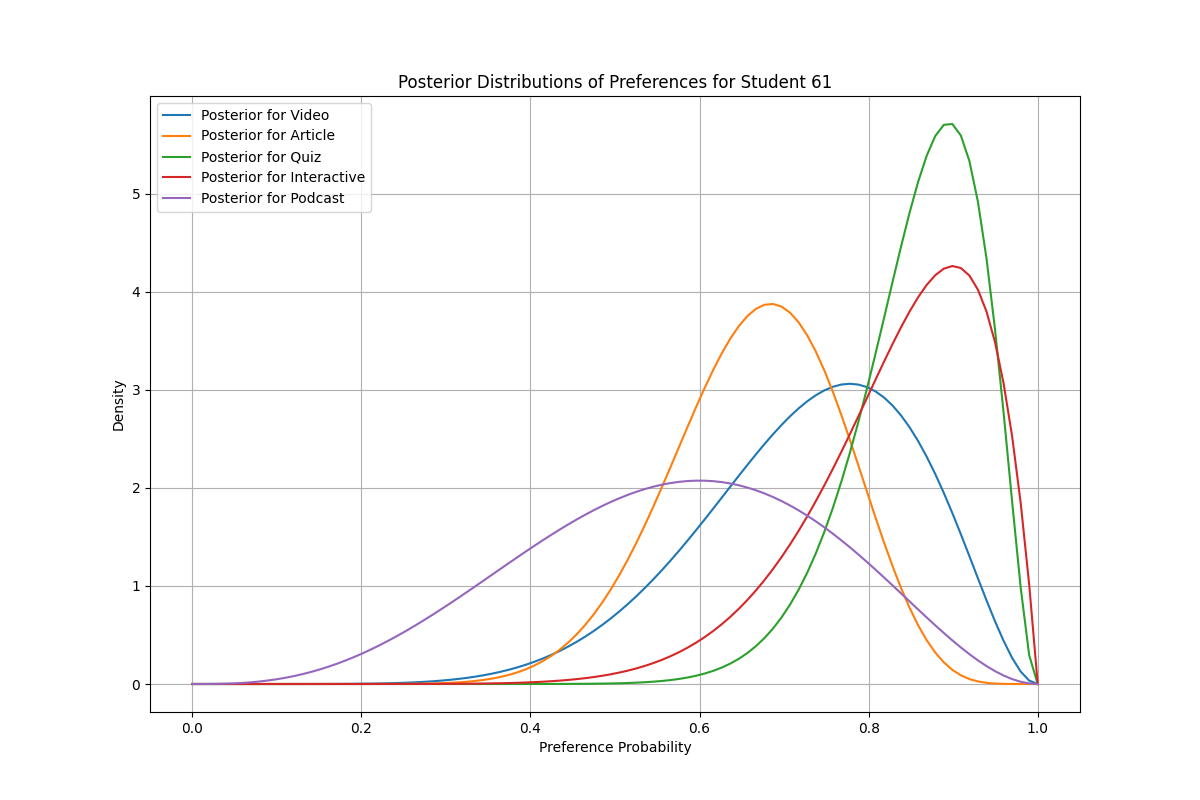 Posterior Distributions of Preferences for Student 61
Posterior for Video
Posterior for Article
Posterior for Quiz
Posterior for Interactive
Posterior for Podcast
Density
5
4
3
2
1
0
0.0 0.2 0.4 0.6 0.8 1.0
Preference Probability